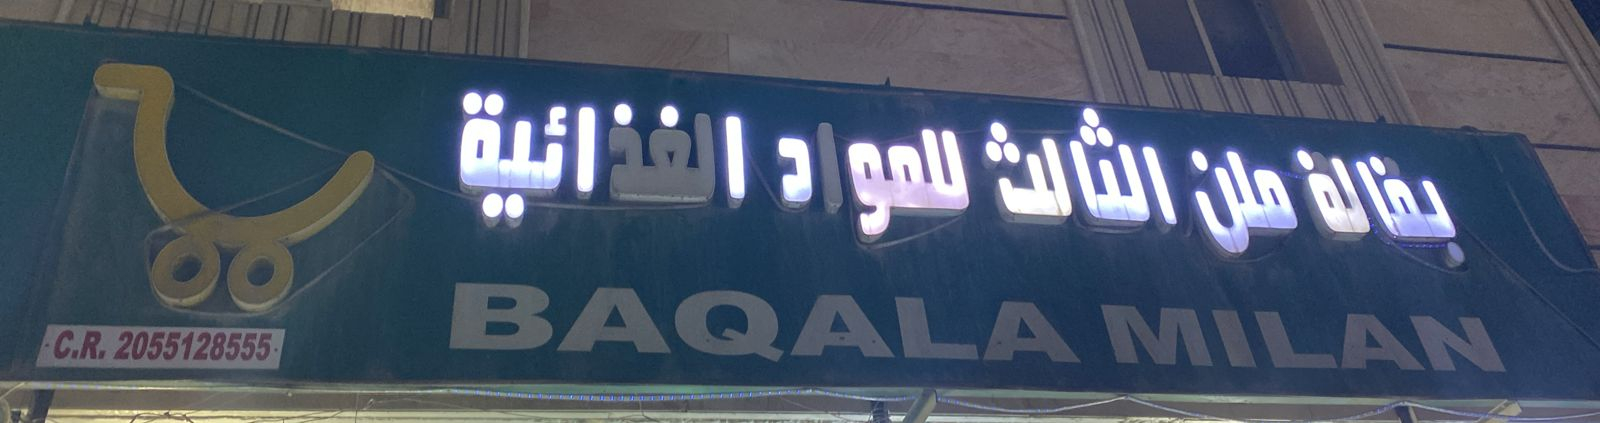 بقالة ملن الثالث للمواد الغذائية
BAQALA MILAN
C.R. 2055128555